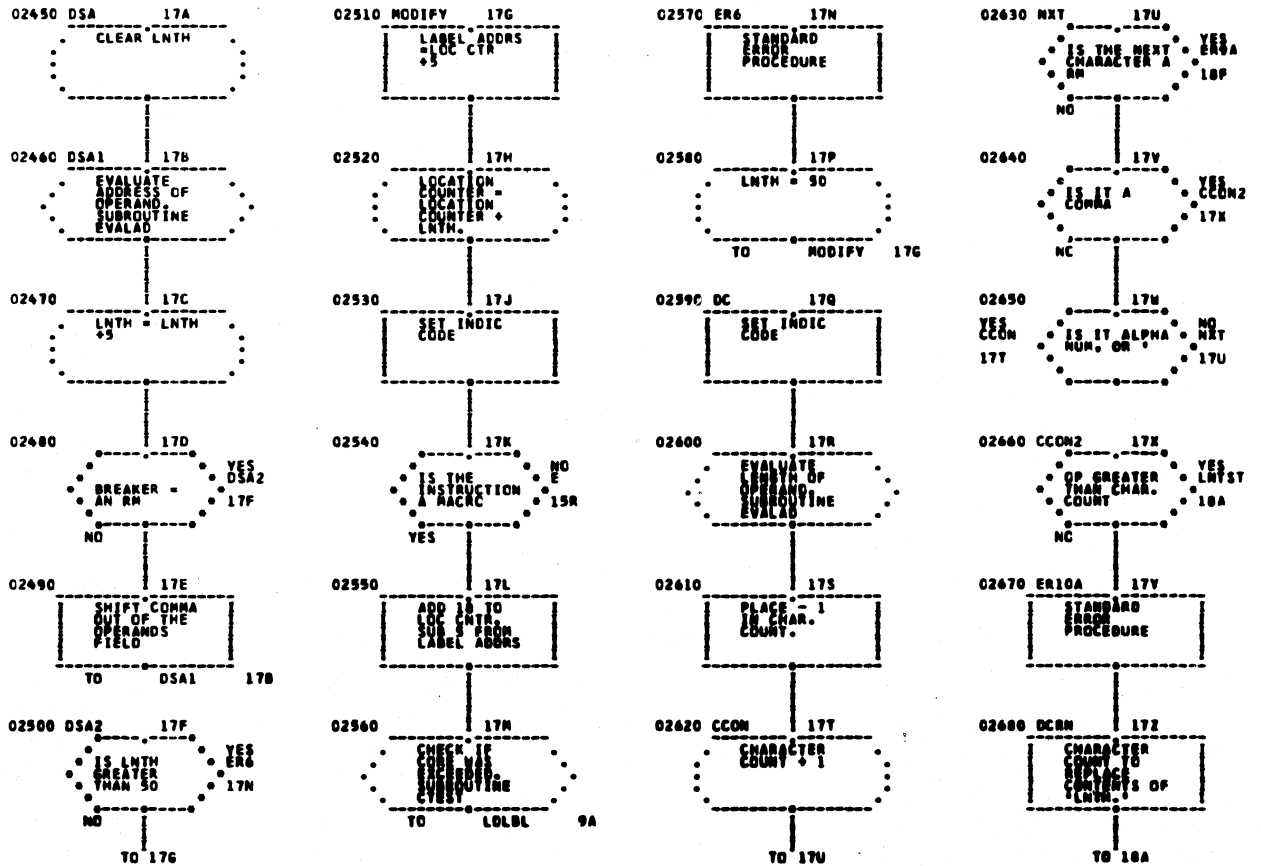 02450 DSA 17A
CLEAR LNTH
02460 DSA1 17B
EVALUATE
ADDRESS OF
OPERAND.
SUBROUTINE
EVALAD
02470 17C
LNTH = LNTH
+5
02480 17D
BREAKER =
AN RM
YES
DSA2
17F
NO
02490 17E
SHIFT COMMA
OUT OF THE
OPERANDS
FIELD
TO DSA1 17B
02500 DSA2 17F
IS LNTH
GREATER
THAN 50
YES
ER6
17N
NO
TO 17G
02510 MODIFY 17G
LABEL ADDRS
=LOC CTR
+5
02520 17H
LOCATION
COUNTER =
LOCATION
COUNTER +
LNTH.
02530 17J
SET INDIC
CODE
02540 17K
IS THE
INSTRUCTION
A MACRC
NO
E
15R
YES
02550 17L
ADD 18 TO
LOC CNTR.
SUB 5 FROM
LABEL ADDRS
02560 17M
CHECK IF
CORE WAS
EXCEEDED.
SUBROUTINE
CTEST
TO LDLBL 9A
02570 ER6 17N
STANDARD
ERROR
PROCEDURE
02580 17P
LNTH = 50
TO MODIFY 17G
02590 DC 17Q
SET INDIC
CODE
02600 17R
EVALUATE
LENGTH OF
OPERAND.
SUBROUTINE
EVALAD
02610 17S
PLACE - 1
IN CHAR.
COUNT.
02620 CCON 17T
CHARACTER
COUNT + 1
TO 17U
02630 NXT 17U
IS THE NEXT
CHARACTER A
RM
YES
ER9A
18F
NO
02640 17V
IS IT A
COMMA
YES
CCON2
17X
NC
02650 17W
YES
CCON
17T
IS IT ALPHA
NUM. OR '
NO
NXT
17U
02660 CCON2 17X
OP GREATER
THAN CHAR.
COUNT
YES
LNTST
18A
NC
02670 ER10A 17Y
STANDARD
ERROR
PROCEDURE
02680 DCRM 17Z
CHARACTER
COUNT TO
REPLACE
CONTENTS OF
'LNTH.'
TO 18A